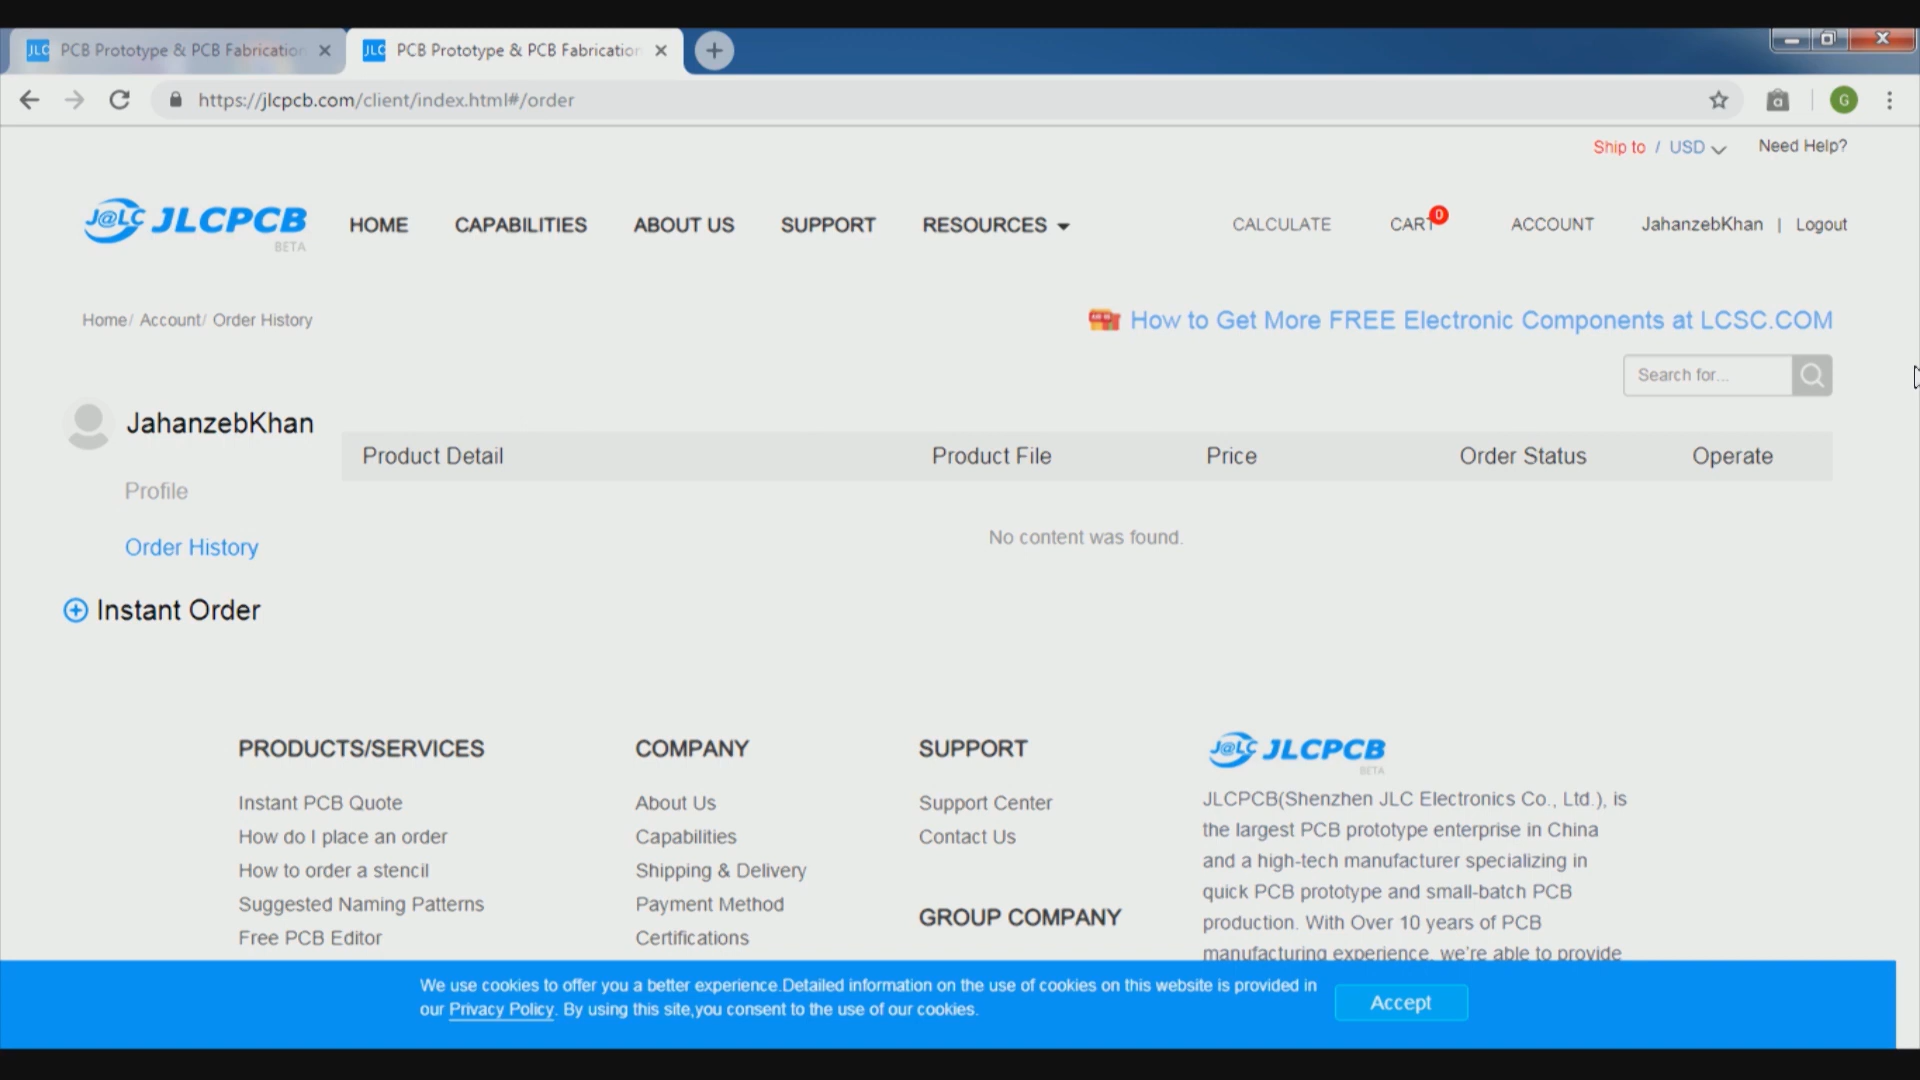 JLC PCB Prototype & PCB Fabrication
JLC PCB Prototype & PCB Fabrication
https://jlcpcb.com/client/index.html#/order
G
Ship to / USD
Need Help?
J@LC JLCPCB
BETA
HOME
CAPABILITIES
ABOUT US
SUPPORT
RESOURCES
CALCULATE
CART
0
ACCOUNT
JahanzebKhan | Logout
Home/ Account/ Order History
How to Get More FREE Electronic Components at LCSC.COM
Search for...
JahanzebKhan
Product Detail
Product File
Price
Order Status
Operate
Profile
No content was found.
Order History
Instant Order
PRODUCTS/SERVICES
Instant PCB Quote
How do I place an order
How to order a stencil
Suggested Naming Patterns
Free PCB Editor
COMPANY
About Us
Capabilities
Shipping & Delivery
Payment Method
Certifications
SUPPORT
Support Center
Contact Us
GROUP COMPANY
J@LC JLCPCB
BETA
JLCPCB(Shenzhen JLC Electronics Co., Ltd.), is
the largest PCB prototype enterprise in China
and a high-tech manufacturer specializing in
quick PCB prototype and small-batch PCB
production. With Over 10 years of PCB
manufacturing experience, we're able to provide
We use cookies to offer you a better experience.Detailed information on the use of cookies on this website is provided in
our Privacy Policy. By using this site,you consent to the use of our cookies.
Accept